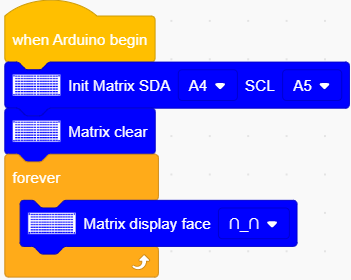 when Arduino begin
Init Matrix SDA A4 SCL A5
Matrix clear
forever
Matrix display face ∩_∩